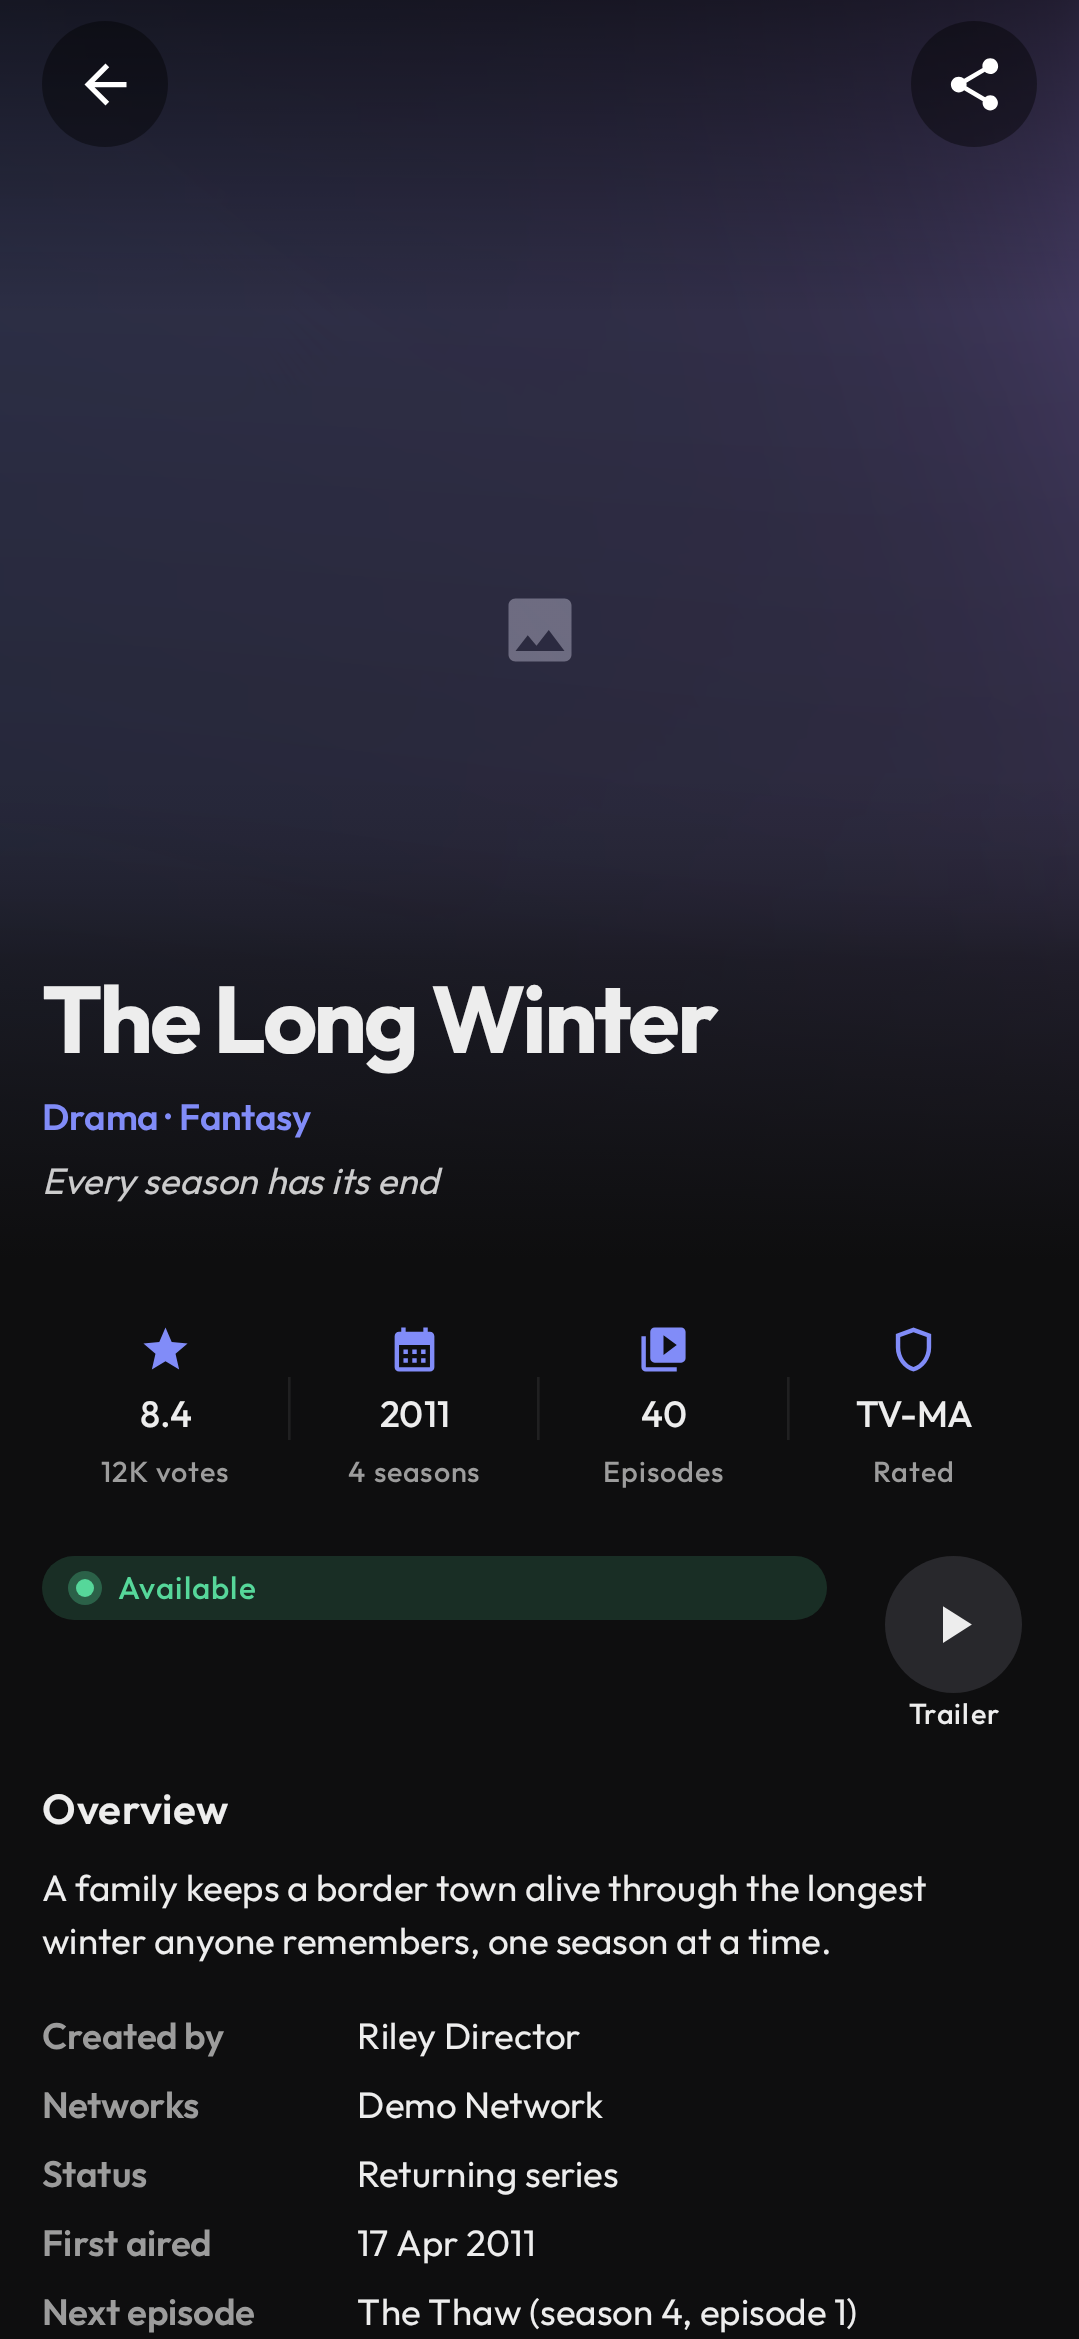 The Long Winter
Drama · Fantasy
Every season has its end
8.4
12K votes
2011
4 seasons
40
Episodes
TV-MA
Rated
Available
Trailer
Overview
A family keeps a border town alive through the longest
winter anyone remembers, one season at a time.
Created by Riley Director
Networks Demo Network
Status Returning series
First aired 17 Apr 2011
Next episode The Thaw (season 4, episode 1)